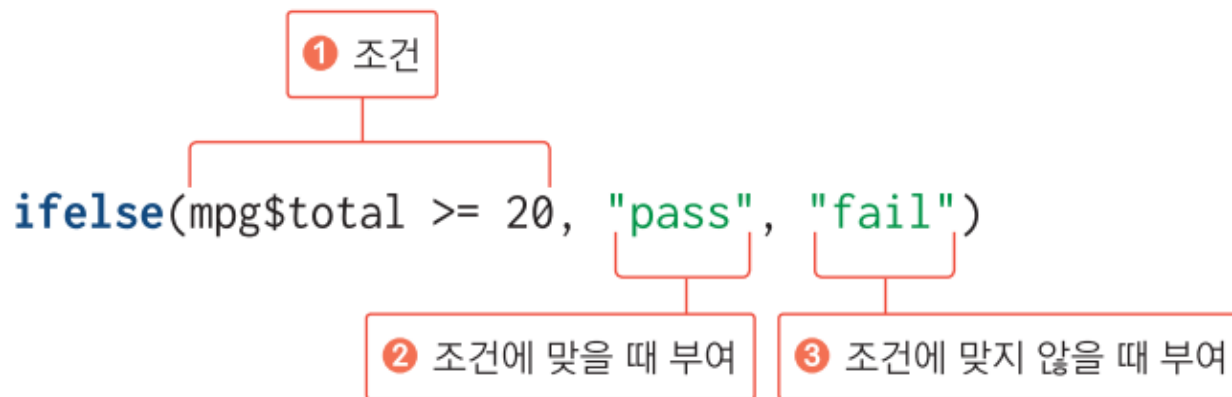 ❶ 조건
ifelse(mpg$total >= 20, "pass", "fail")
❷ 조건에 맞을 때 부여
❸ 조건에 맞지 않을 때 부여